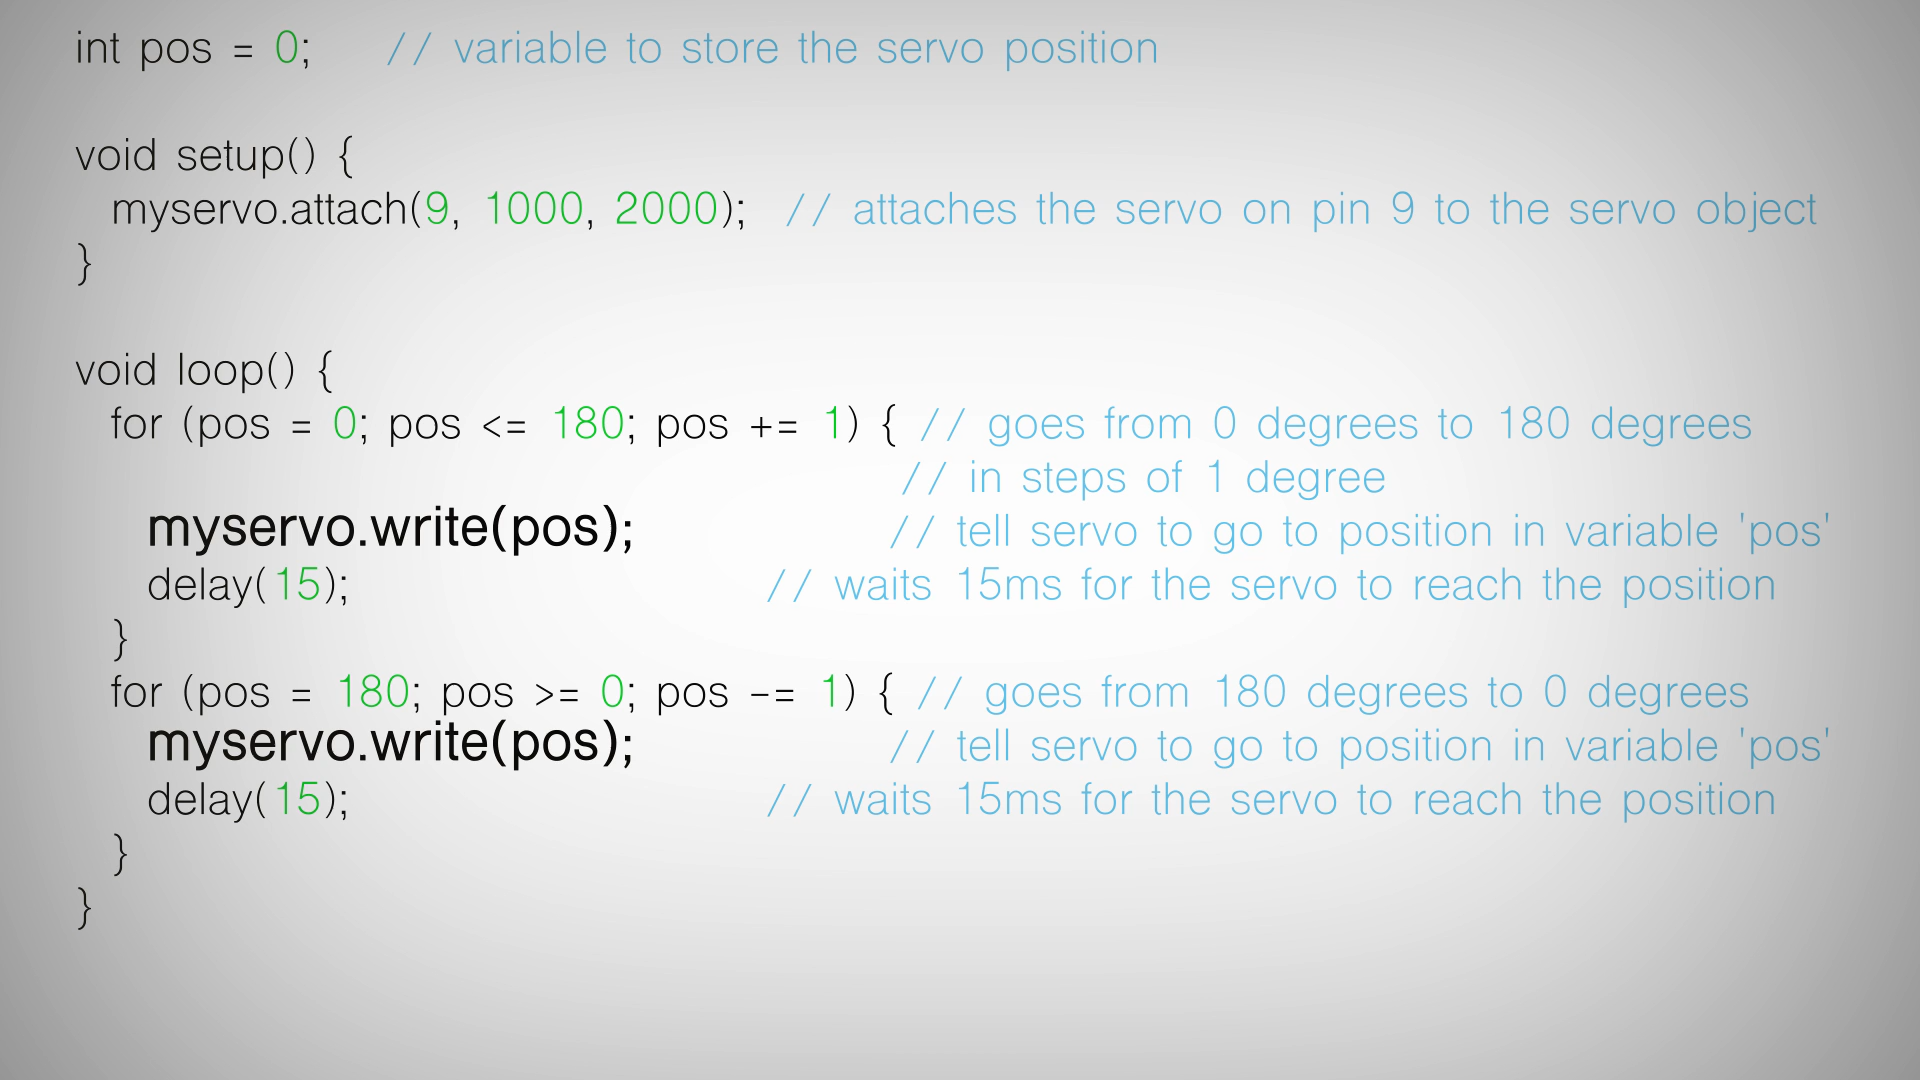 int pos = 0;    // variable to store the servo position
void setup() {
myservo.attach(9, 1000, 2000);  // attaches the servo on pin 9 to the servo object
}
void loop() {
for (pos = 0; pos <= 180; pos += 1) { // goes from 0 degrees to 180 degrees
// in steps of 1 degree
myservo.write(pos);              // tell servo to go to position in variable 'pos'
delay(15);                       // waits 15ms for the servo to reach the position
}
for (pos = 180; pos >= 0; pos -= 1) { // goes from 180 degrees to 0 degrees
myservo.write(pos);              // tell servo to go to position in variable 'pos'
delay(15);                       // waits 15ms for the servo to reach the position
}
}